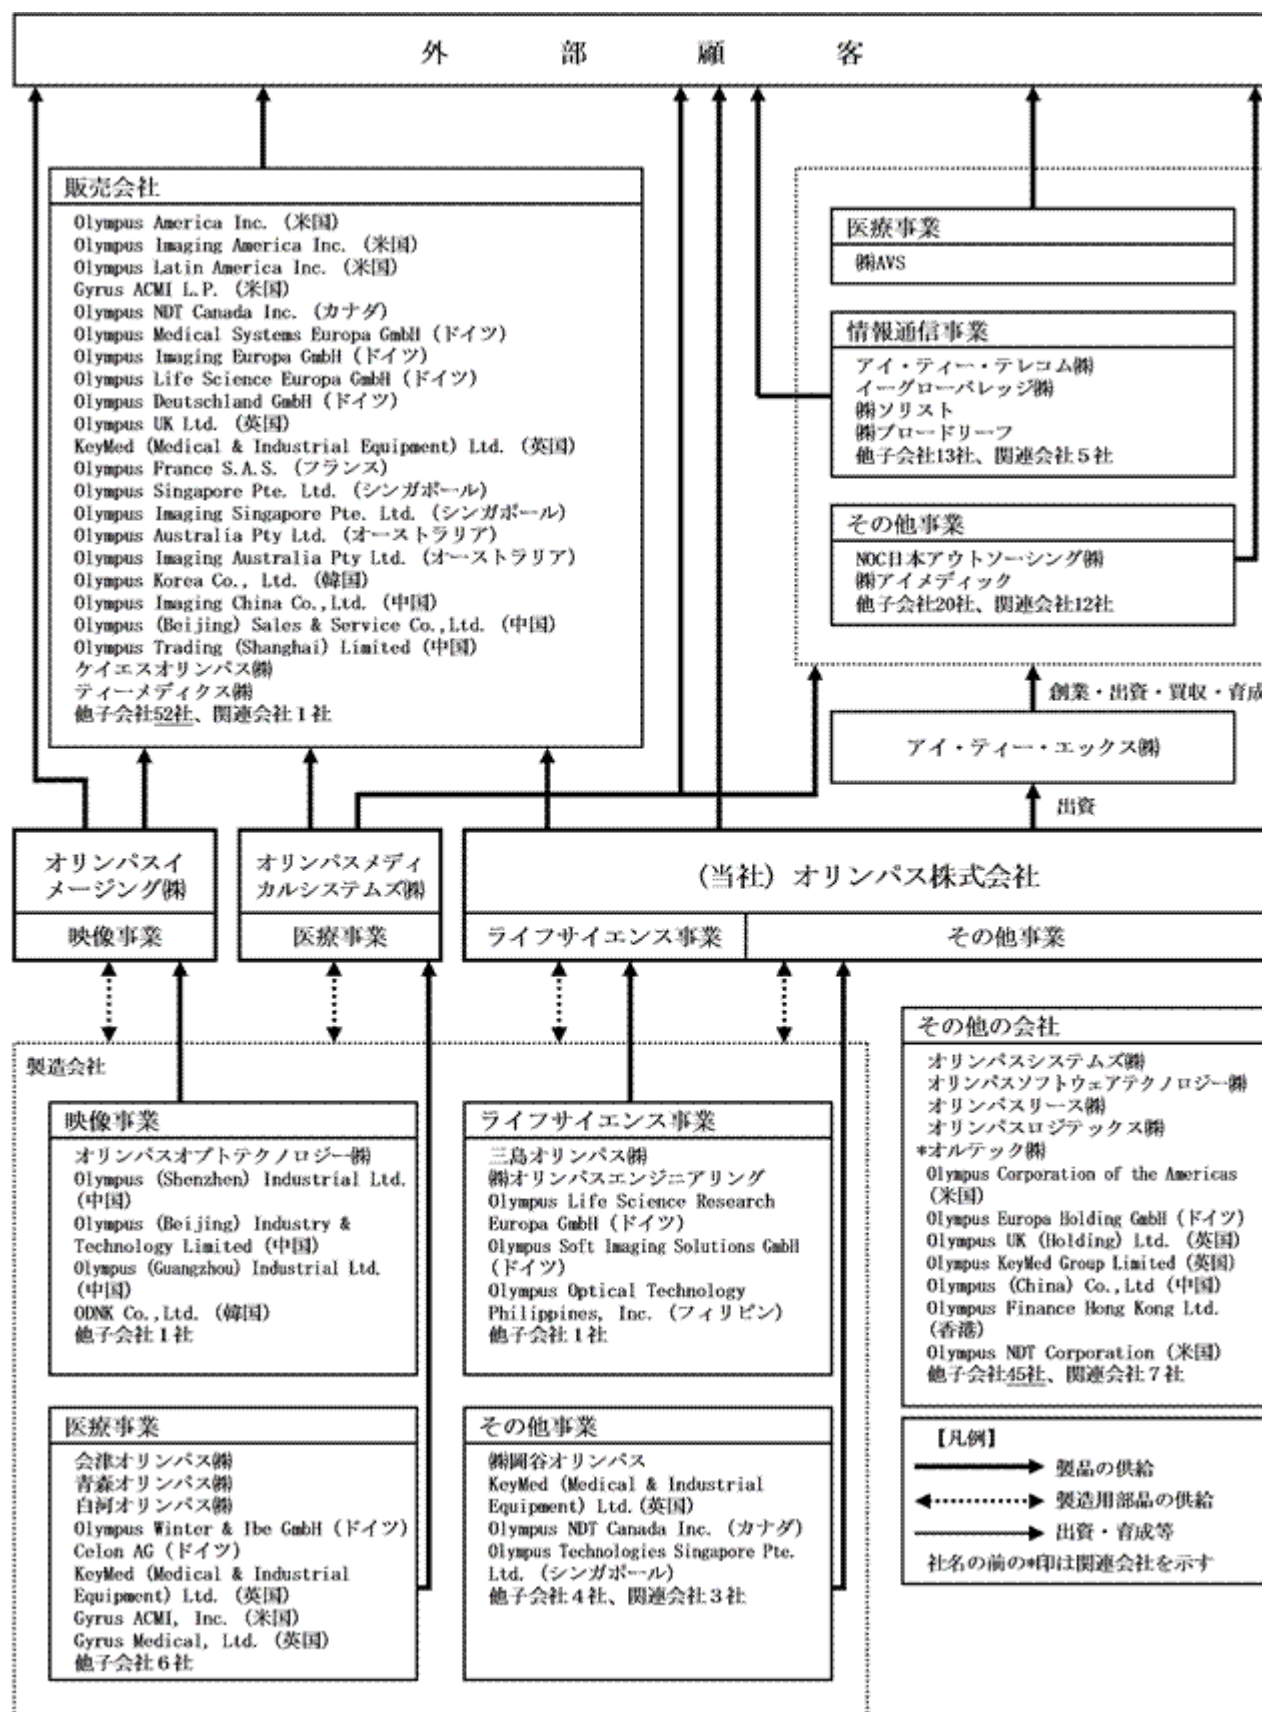 外部顧客
販売会社
Olympus America Inc. (米国)
Olympus Imaging America Inc. (米国)
Olympus Latin America Inc. (米国)
Gyrus ACMI L.P. (米国)
Olympus NDT Canada Inc. (カナダ)
Olympus Medical Systems Europa GmbH (ドイツ)
Olympus Imaging Europa GmbH (ドイツ)
Olympus Life Science Europa GmbH (ドイツ)
Olympus Deutschland GmbH (ドイツ)
Olympus UK Ltd. (英国)
KeyMed (Medical & Industrial Equipment) Ltd. (英国)
Olympus France S.A.S. (フランス)
Olympus Singapore Pte. Ltd. (シンガポール)
Olympus Imaging Singapore Pte. Ltd. (シンガポール)
Olympus Australia Pty Ltd. (オーストラリア)
Olympus Imaging Australia Pty Ltd. (オーストラリア)
Olympus Korea Co., Ltd. (韓国)
Olympus Imaging China Co.,Ltd. (中国)
Olympus (Beijing) Sales & Service Co.,Ltd. (中国)
Olympus Trading (Shanghai) Limited (中国)
ケイエスオリンパス㈱
ティーメディクス㈱
他子会社52社、関連会社1社
医療事業
㈱AVS
情報通信事業
アイ・ティー・テレコム㈱
イーグローバレッジ㈱
㈱ソリスト
㈱ブロードリーフ
他子会社13社、関連会社5社
その他事業
NOC日本アウトソーシング㈱
㈱アイメディック
他子会社20社、関連会社12社
創業・出資・買収・育成
アイ・ティー・エックス㈱
出資
オリンパスイ
メージング㈱
映像事業
オリンパスメディ
カルシステムズ㈱
医療事業
(当社) オリンパス株式会社
ライフサイエンス事業
その他事業
製造会社
映像事業
オリンパスオプトテクノロジー㈱
Olympus (Shenzhen) Industrial Ltd.
(中国)
Olympus (Beijing) Industry &
Technology Limited (中国)
Olympus (Guangzhou) Industrial Ltd.
(中国)
ODNK Co.,Ltd. (韓国)
他子会社1社
ライフサイエンス事業
三島オリンパス㈱
㈱オリンパスエンジニアリング
Olympus Life Science Research
Europa GmbH (ドイツ)
Olympus Soft Imaging Solutions GmbH
(ドイツ)
Olympus Optical Technology
Philippines, Inc. (フィリピン)
他子会社1社
医療事業
会津オリンパス㈱
青森オリンパス㈱
白河オリンパス㈱
Olympus Winter & Ibe GmbH (ドイツ)
Celon AG (ドイツ)
KeyMed (Medical & Industrial
Equipment) Ltd. (英国)
Gyrus ACMI, Inc. (米国)
Gyrus Medical, Ltd. (英国)
他子会社6社
その他事業
㈱岡谷オリンパス
KeyMed (Medical & Industrial
Equipment) Ltd.(英国)
Olympus NDT Canada Inc. (カナダ)
Olympus Technologies Singapore Pte.
Ltd. (シンガポール)
他子会社4社、関連会社3社
その他の会社
オリンパスシステムズ㈱
オリンパスソフトウェアテクノロジー㈱
オリンパスリース㈱
オリンパスロジテックス㈱
*オルテック㈱
Olympus Corporation of the Americas
(米国)
Olympus Europa Holding GmbH (ドイツ)
Olympus UK (Holding) Ltd. (英国)
Olympus KeyMed Group Limited (英国)
Olympus (China) Co.,Ltd (中国)
Olympus Finance Hong Kong Ltd.
(香港)
Olympus NDT Corporation (米国)
他子会社45社、関連会社7社
【凡例】
製品の供給
製造用部品の供給
出資・育成等
社名の前の*印は関連会社を示す